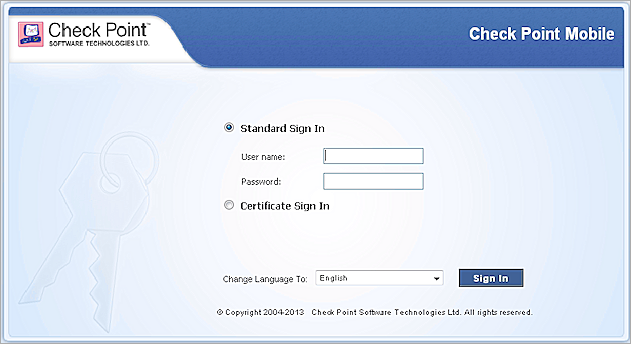 Check Point™
SOFTWARE TECHNOLOGIES LTD.
Check Point Mobile
Standard Sign In
User name:
Password:
Certificate Sign In
Change Language To: English Sign In
© Copyright 2004-2013 Check Point Software Technologies Ltd. All rights reserved.